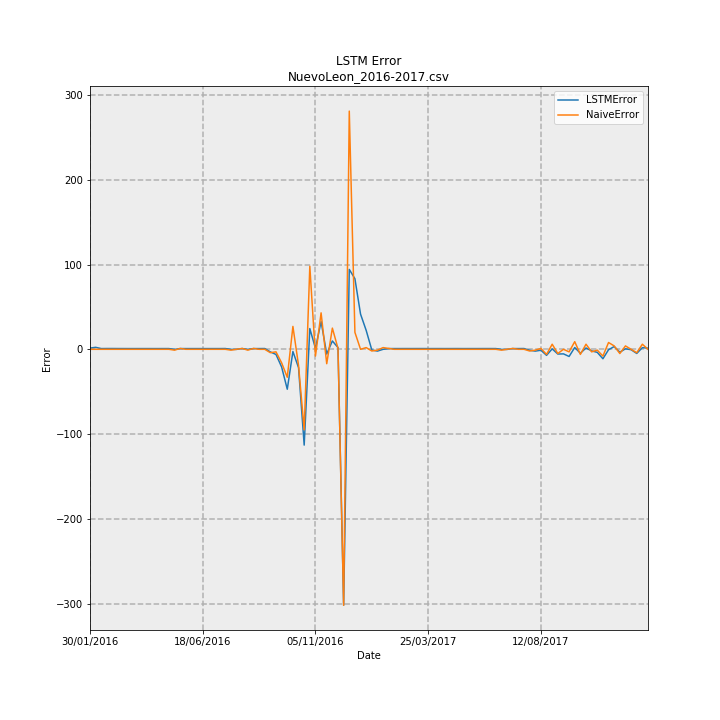 LSTM Error
NuevoLeon_2016-2017.csv
LSTMError
NaiveError
300
200
100
0
−100
−200
−300
Error
30/01/2016 18/06/2016 05/11/2016 25/03/2017 12/08/2017
Date